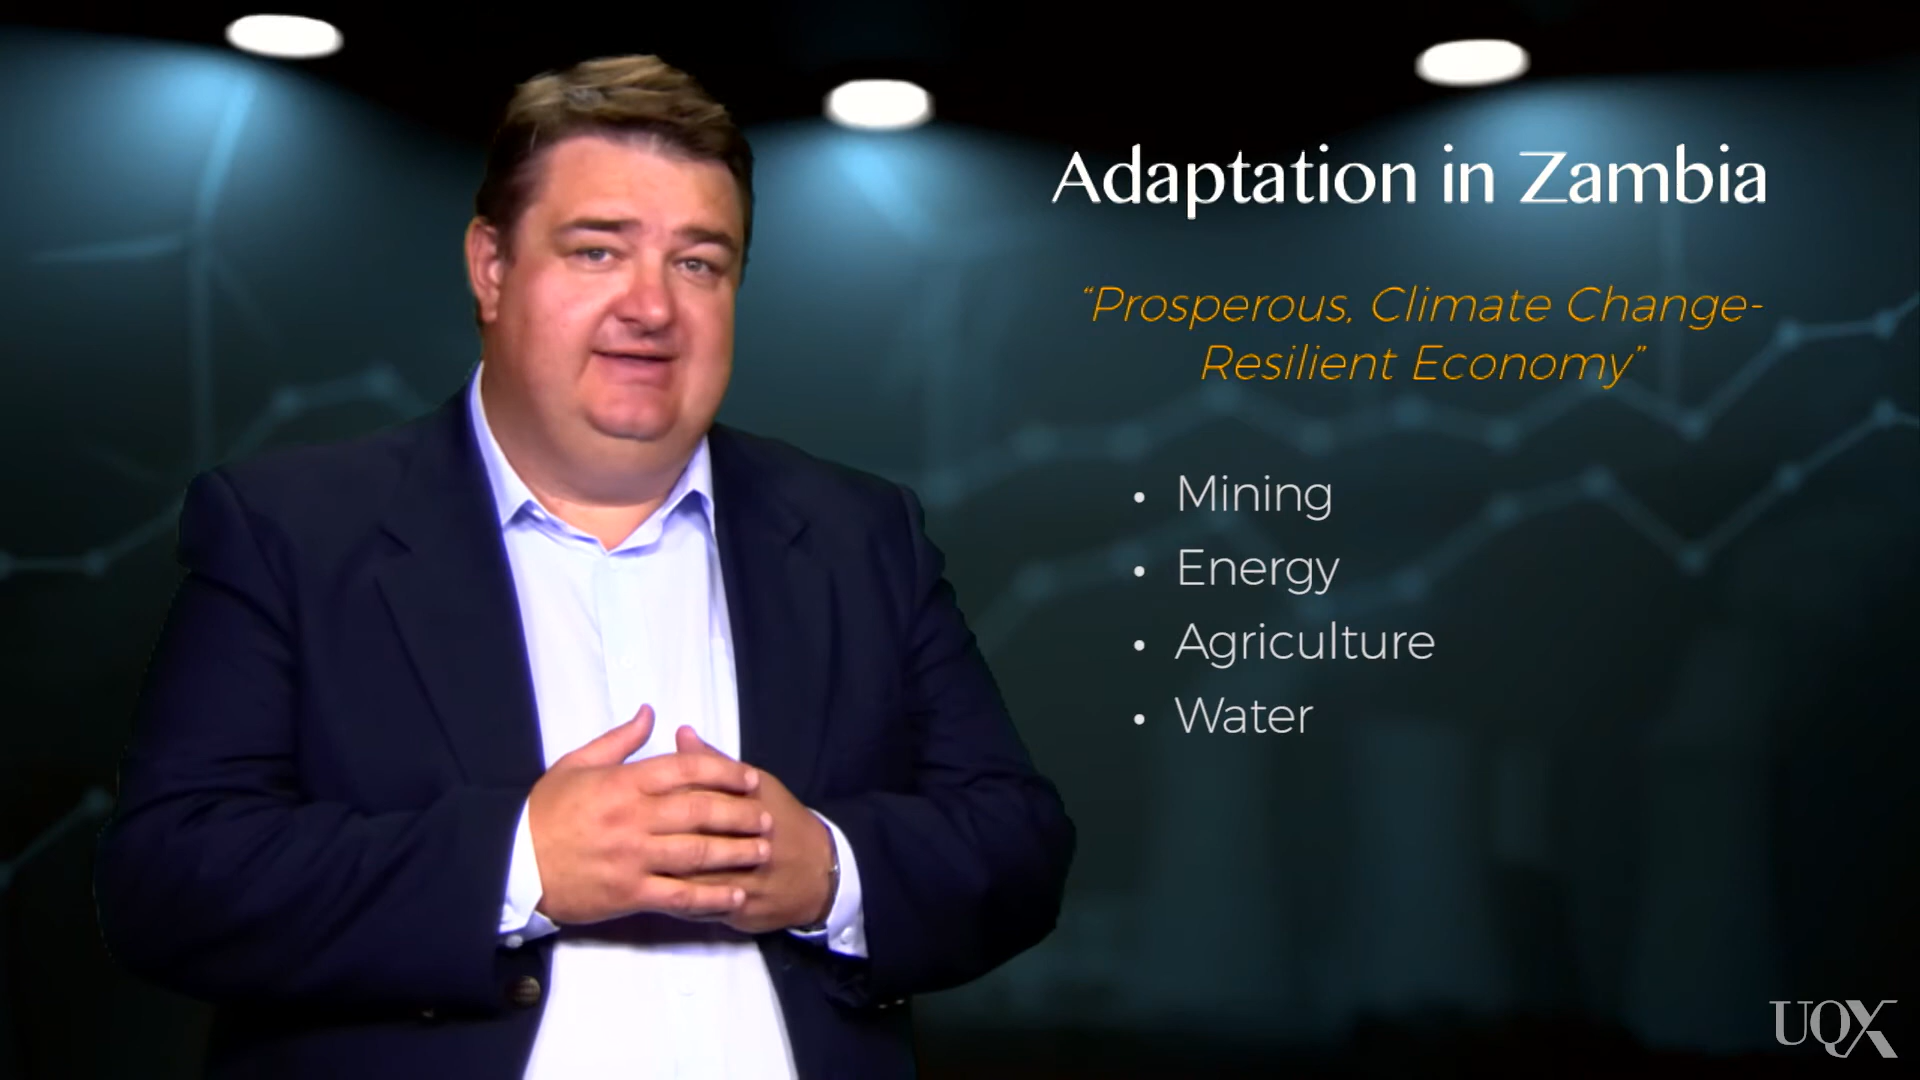 Adaptation in Zambia
“Prosperous, Climate Change-
Resilient Economy”
• Mining
• Energy
• Agriculture
• Water
UQX